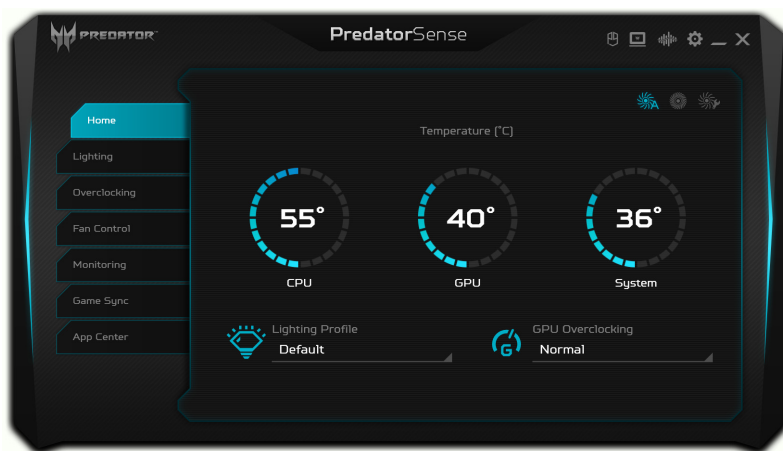 PREDATOR
PredatorSense
Home
Lighting
Overclocking
Fan Control
Monitoring
Game Sync
App Center
Temperature (°C)
55° 40° 36°
CPU GPU System
Lighting Profile GPU Overclocking
Default Normal